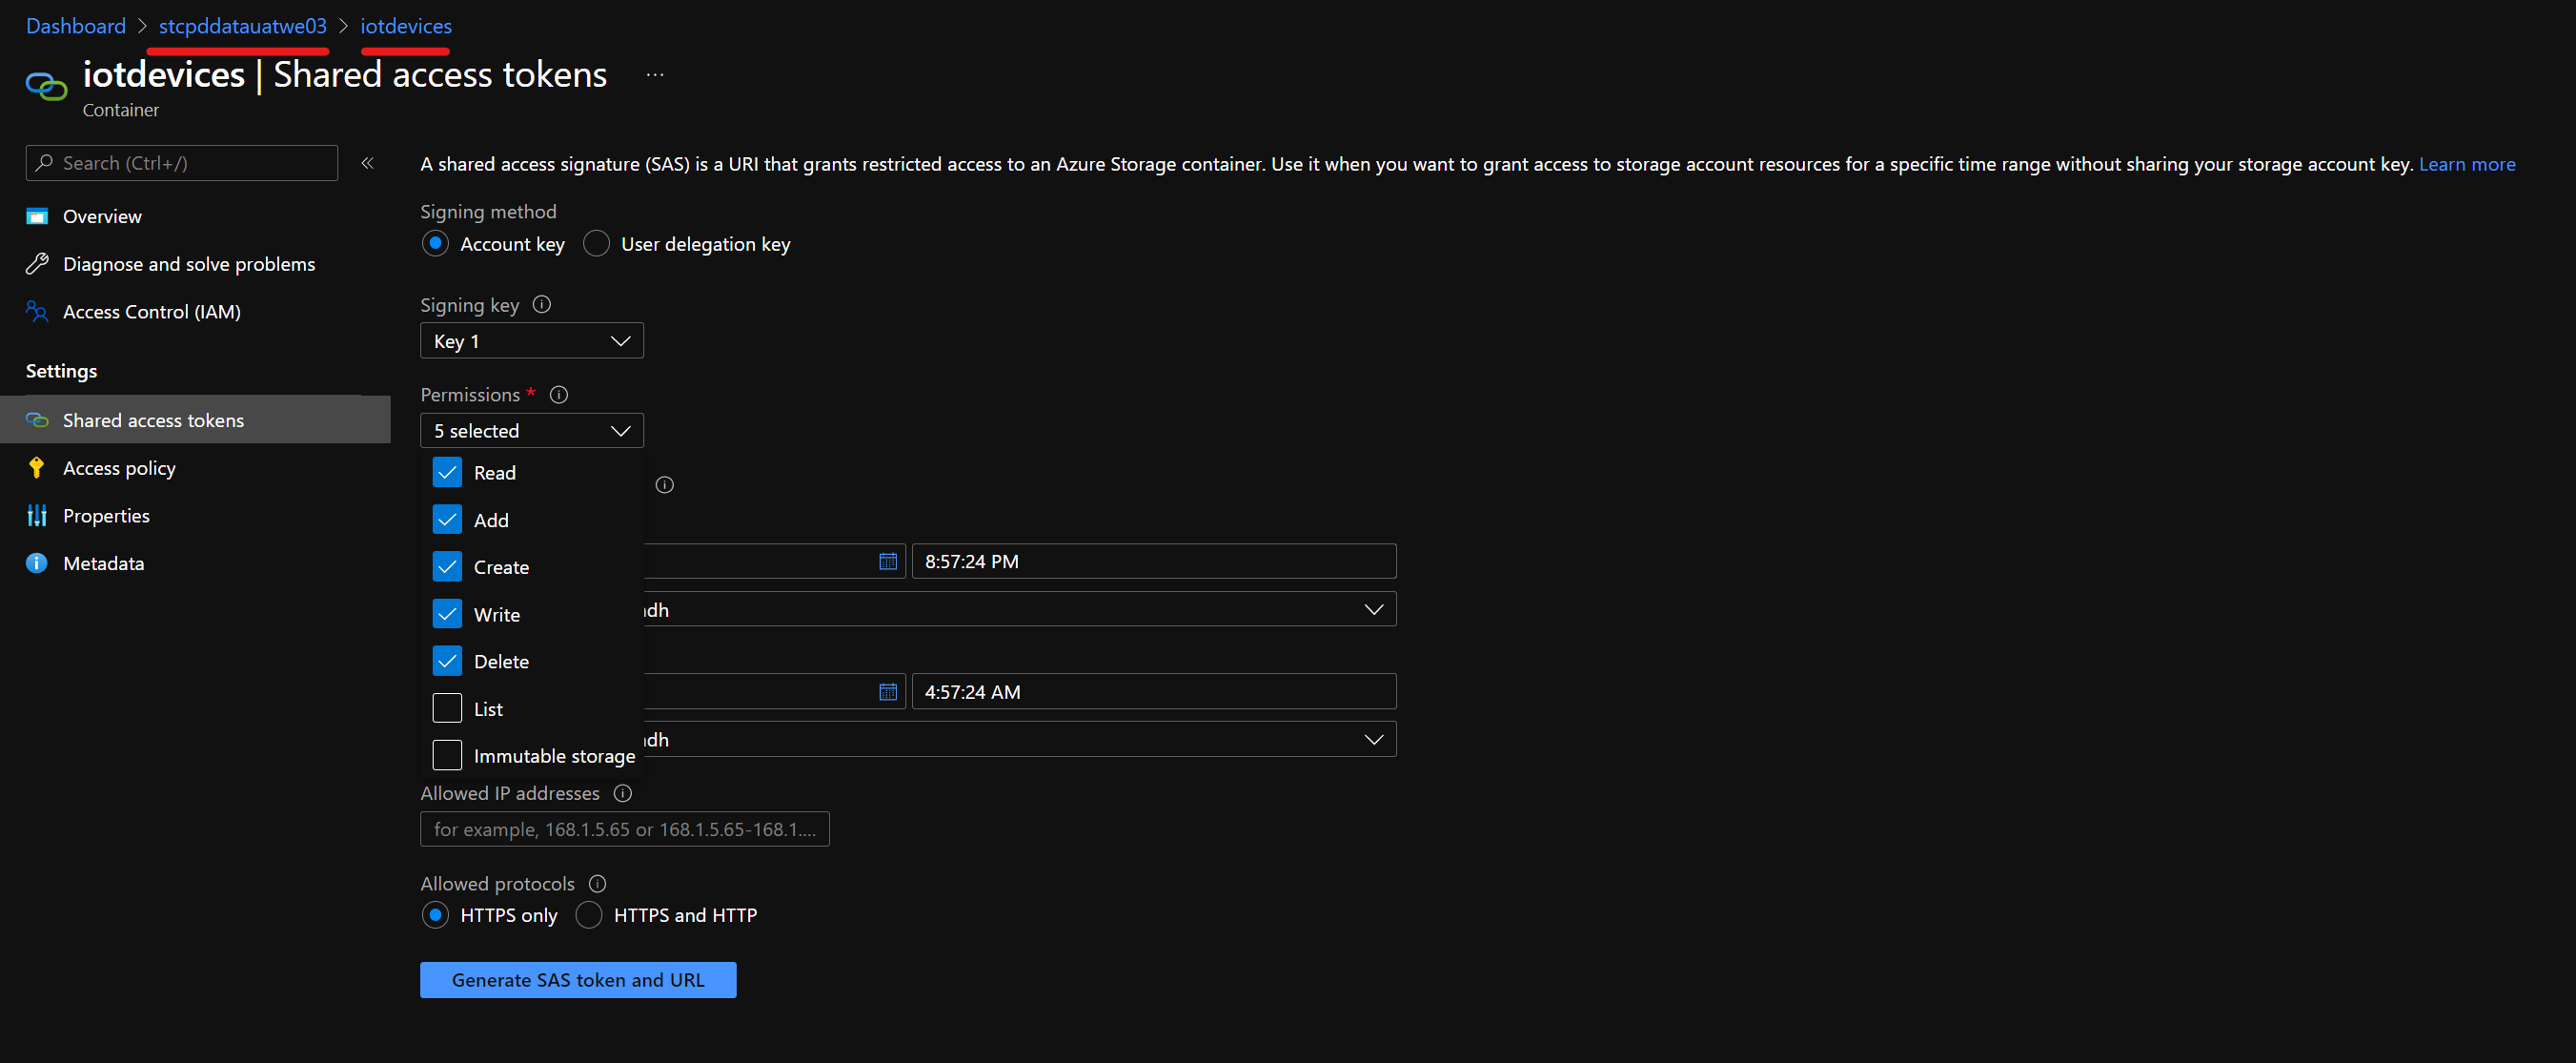 Dashboard > stcpddatauatwe03 > iotdevices
iotdevices | Shared access tokens ...
Container
Search (Ctrl+/)
«
Overview
Diagnose and solve problems
Access Control (IAM)
Settings
Shared access tokens
Access policy
Properties
Metadata
A shared access signature (SAS) is a URI that grants restricted access to an Azure Storage container. Use it when you want to grant access to storage account resources for a specific time range without sharing your storage account key. Learn more
Signing method
Account key User delegation key
Signing key
Key 1
Permissions *
5 selected
Read
Add
Create
8:57:24 PM
Write
Delete
4:57:24 AM
List
Immutable storage
Allowed IP addresses
for example, 168.1.5.65 or 168.1.5.65-168.1....
Allowed protocols
HTTPS only HTTPS and HTTP
Generate SAS token and URL